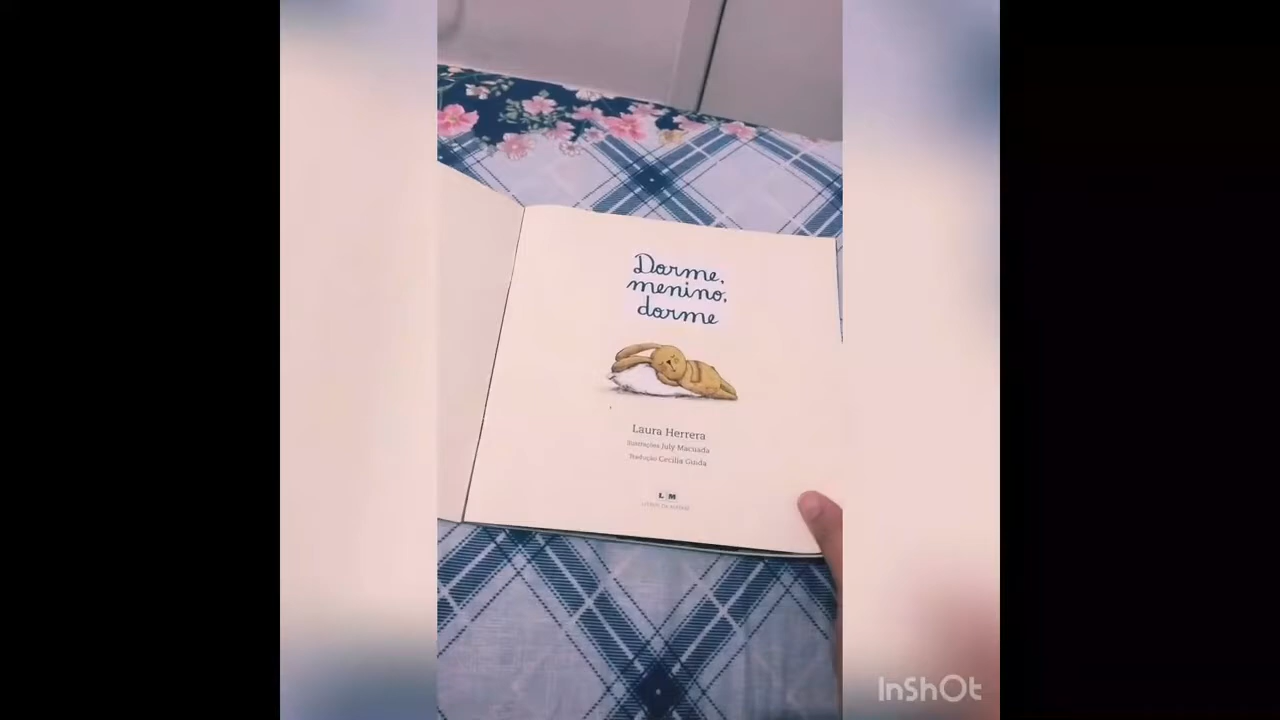 Dorme,
menino,
dorme
Laura Herrera
Ilustrações July Macuada
Tradução Cecilia Guida
L M
InShOt